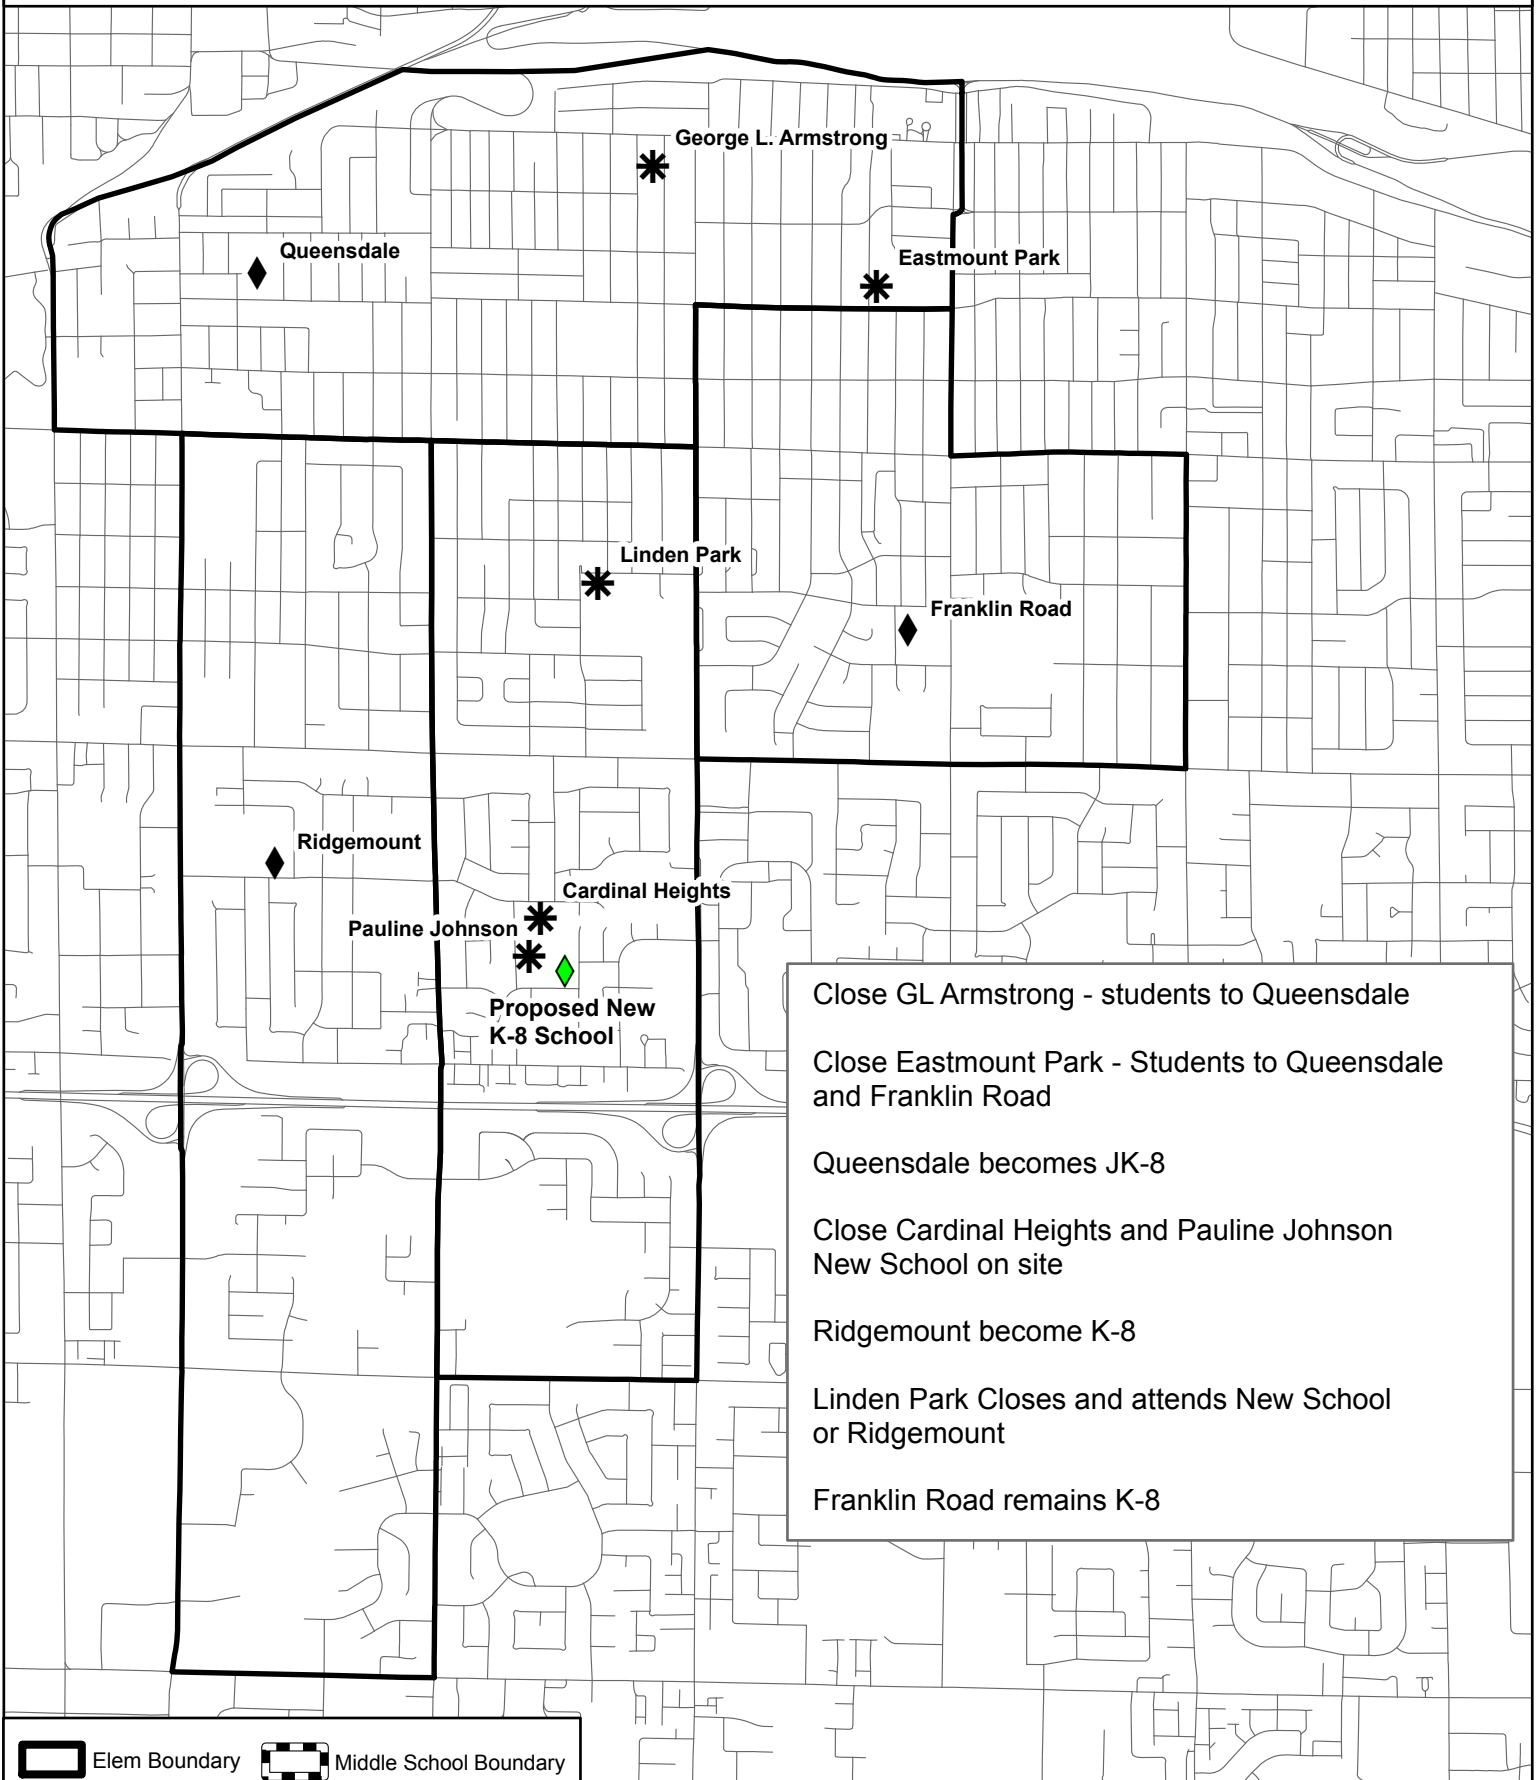 George L. Armstrong
Queensdale
Eastmount Park
Linden Park
Franklin Road
Ridgemount
Cardinal Heights
Pauline Johnson
Proposed New
K-8 School
Close GL Armstrong - students to Queensdale
Close Eastmount Park - Students to Queensdale
and Franklin Road
Queensdale becomes JK-8
Close Cardinal Heights and Pauline Johnson
New School on site
Ridgemount become K-8
Linden Park Closes and attends New School
or Ridgemount
Franklin Road remains K-8
Elem Boundary
Middle School Boundary